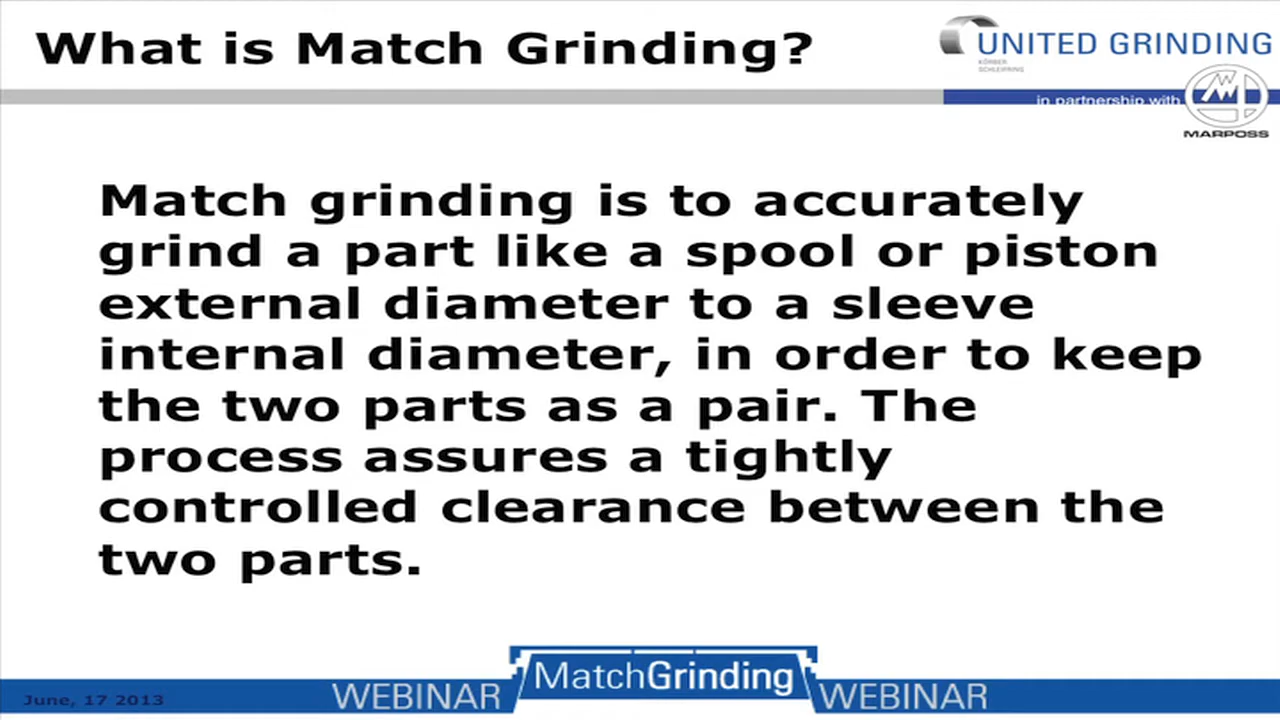 What is Match Grinding?
UNITED GRINDING
KÖRBER
SCHLEIFRING
in partnership with
MARPOSS
Match grinding is to accurately
grind a part like a spool or piston
external diameter to a sleeve
internal diameter, in order to keep
the two parts as a pair. The
process assures a tightly
controlled clearance between the
two parts.
June, 17 2013
WEBINAR MatchGrinding WEBINAR